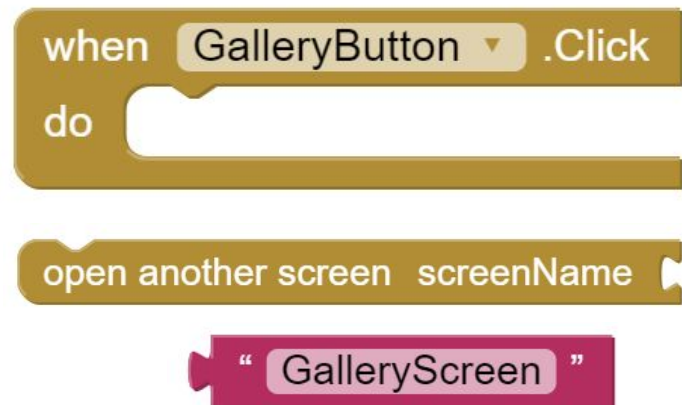 when GalleryButton .Click
do
open another screen screenName
“ GalleryScreen ”